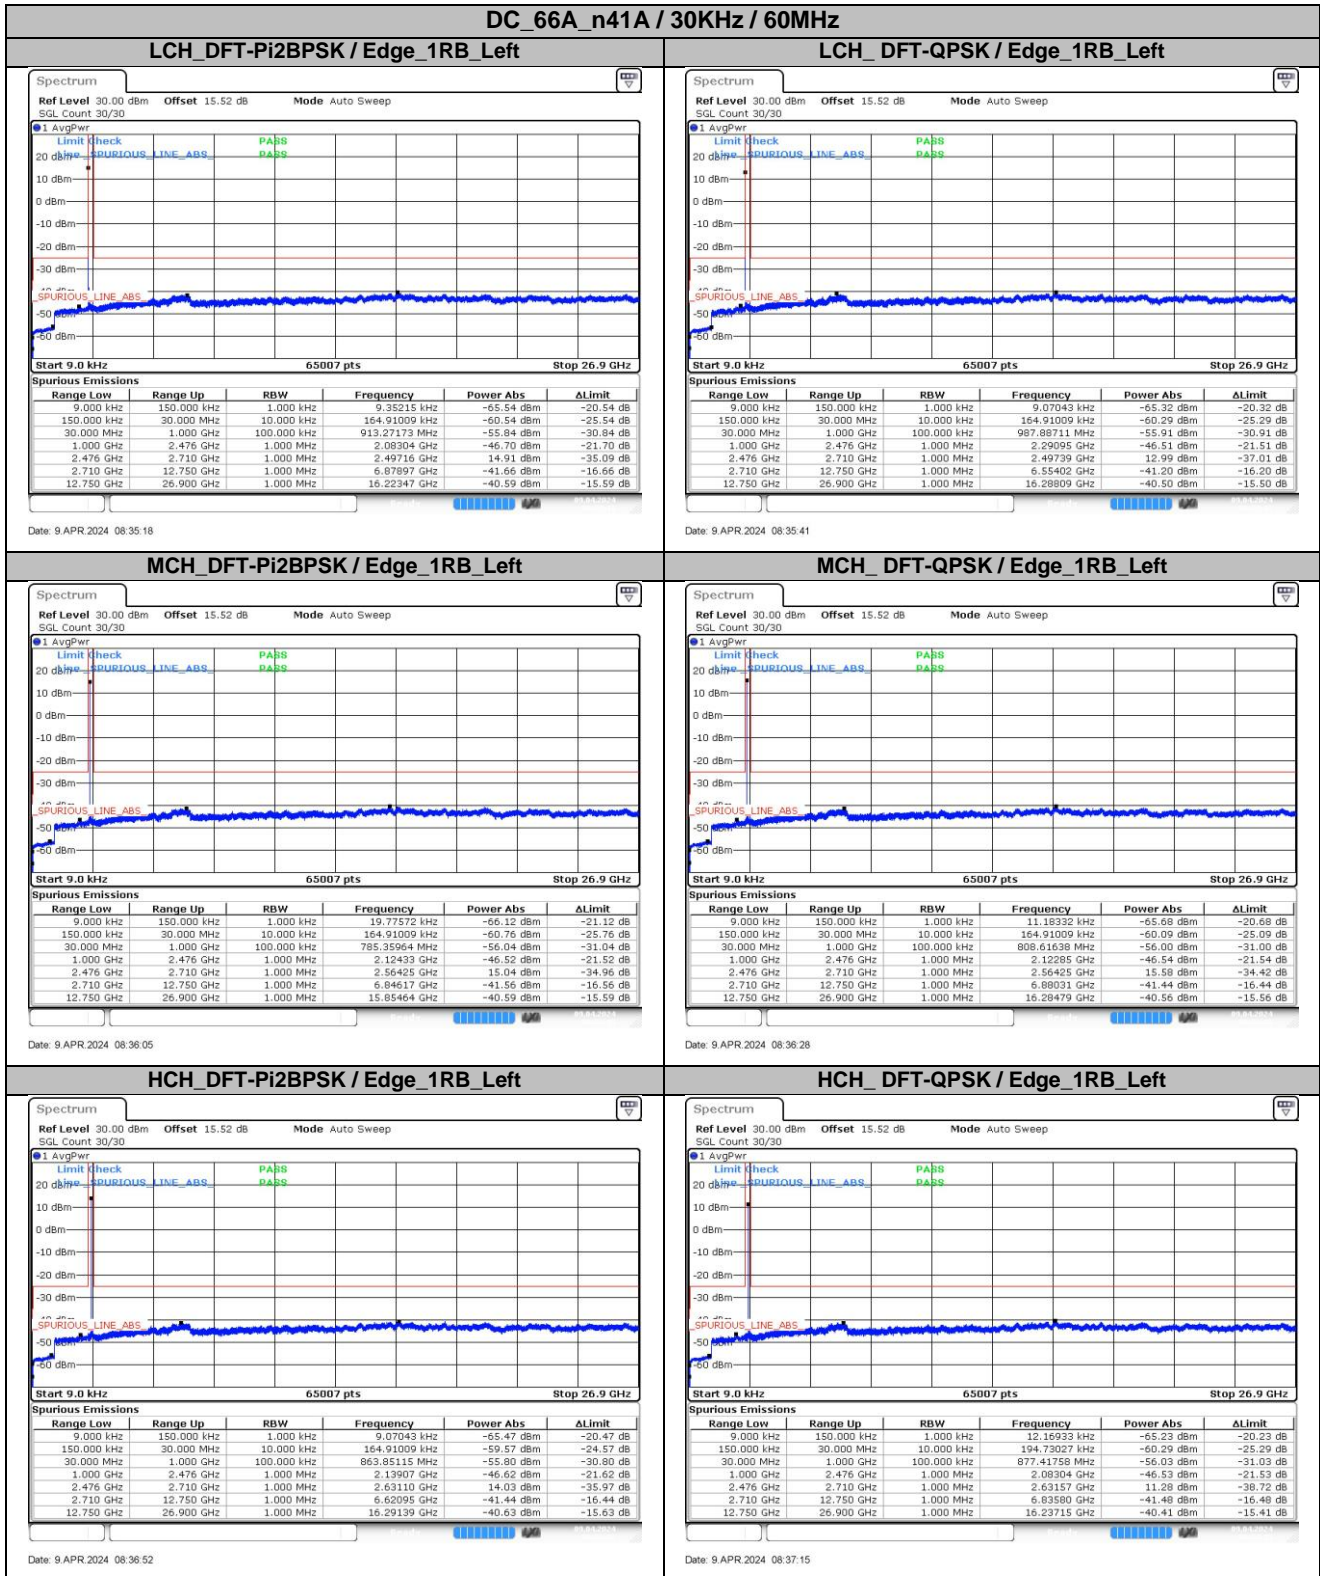 DC_66A_n41A / 30KHz / 60MHz
LCH_DFT-Pi2BPSK / Edge_1RB_Left
Spectrum
Ref Level 30.00 dBm Offset 15.52 dB Mode Auto Sweep
SGL Count 30/30
1 AvgPwr
Limit Check PASS
Line _SPURIOUS_LINE_ABS_ PASS
20 dBm
10 dBm
0 dBm
-10 dBm
-20 dBm
-30 dBm
-40 dBm
_SPURIOUS_LINE_ABS_
-50 dBm
-60 dBm
Start 9.0 kHz 65007 pts Stop 26.9 GHz
Spurious Emissions
Range Low Range Up RBW Frequency Power Abs ΔLimit
9.000 kHz 150.000 kHz 1.000 kHz 9.35215 kHz -65.54 dBm -20.54 dB
150.000 kHz 30.000 MHz 10.000 kHz 164.91009 kHz -60.54 dBm -25.54 dB
30.000 MHz 1.000 GHz 100.000 kHz 913.27173 MHz -55.84 dBm -30.84 dB
1.000 GHz 2.476 GHz 1.000 MHz 2.08304 GHz -46.70 dBm -21.70 dB
2.476 GHz 2.710 GHz 1.000 MHz 2.49716 GHz 14.91 dBm -35.09 dB
2.710 GHz 12.750 GHz 1.000 MHz 6.87897 GHz -41.66 dBm -16.66 dB
12.750 GHz 26.900 GHz 1.000 MHz 16.22347 GHz -40.59 dBm -15.59 dB
Date: 9.APR.2024 08:35:18
LCH_ DFT-QPSK / Edge_1RB_Left
Spectrum
Ref Level 30.00 dBm Offset 15.52 dB Mode Auto Sweep
SGL Count 30/30
1 AvgPwr
Limit Check PASS
Line _SPURIOUS_LINE_ABS_ PASS
20 dBm
10 dBm
0 dBm
-10 dBm
-20 dBm
-30 dBm
-40 dBm
_SPURIOUS_LINE_ABS_
-50 dBm
-60 dBm
Start 9.0 kHz 65007 pts Stop 26.9 GHz
Spurious Emissions
Range Low Range Up RBW Frequency Power Abs ΔLimit
9.000 kHz 150.000 kHz 1.000 kHz 9.07043 kHz -65.32 dBm -20.32 dB
150.000 kHz 30.000 MHz 10.000 kHz 164.91009 kHz -60.29 dBm -25.29 dB
30.000 MHz 1.000 GHz 100.000 kHz 987.88711 MHz -55.91 dBm -30.91 dB
1.000 GHz 2.476 GHz 1.000 MHz 2.29095 GHz -46.51 dBm -21.51 dB
2.476 GHz 2.710 GHz 1.000 MHz 2.49739 GHz 12.99 dBm -37.01 dB
2.710 GHz 12.750 GHz 1.000 MHz 6.55402 GHz -41.20 dBm -16.20 dB
12.750 GHz 26.900 GHz 1.000 MHz 16.28809 GHz -40.50 dBm -15.50 dB
Date: 9.APR.2024 08:35:41
MCH_DFT-Pi2BPSK / Edge_1RB_Left
Spectrum
Ref Level 30.00 dBm Offset 15.52 dB Mode Auto Sweep
SGL Count 30/30
1 AvgPwr
Limit Check PASS
Line _SPURIOUS_LINE_ABS_ PASS
20 dBm
10 dBm
0 dBm
-10 dBm
-20 dBm
-30 dBm
-40 dBm
_SPURIOUS_LINE_ABS_
-50 dBm
-60 dBm
Start 9.0 kHz 65007 pts Stop 26.9 GHz
Spurious Emissions
Range Low Range Up RBW Frequency Power Abs ΔLimit
9.000 kHz 150.000 kHz 1.000 kHz 19.77572 kHz -66.12 dBm -21.12 dB
150.000 kHz 30.000 MHz 10.000 kHz 164.91009 kHz -60.76 dBm -25.76 dB
30.000 MHz 1.000 GHz 100.000 kHz 785.35964 MHz -56.04 dBm -31.04 dB
1.000 GHz 2.476 GHz 1.000 MHz 2.12433 GHz -46.52 dBm -21.52 dB
2.476 GHz 2.710 GHz 1.000 MHz 2.56425 GHz 15.04 dBm -34.96 dB
2.710 GHz 12.750 GHz 1.000 MHz 6.84617 GHz -41.56 dBm -16.56 dB
12.750 GHz 26.900 GHz 1.000 MHz 15.85464 GHz -40.59 dBm -15.59 dB
Date: 9.APR.2024 08:36:05
MCH_ DFT-QPSK / Edge_1RB_Left
Spectrum
Ref Level 30.00 dBm Offset 15.52 dB Mode Auto Sweep
SGL Count 30/30
1 AvgPwr
Limit Check PASS
Line _SPURIOUS_LINE_ABS_ PASS
20 dBm
10 dBm
0 dBm
-10 dBm
-20 dBm
-30 dBm
-40 dBm
_SPURIOUS_LINE_ABS_
-50 dBm
-60 dBm
Start 9.0 kHz 65007 pts Stop 26.9 GHz
Spurious Emissions
Range Low Range Up RBW Frequency Power Abs ΔLimit
9.000 kHz 150.000 kHz 1.000 kHz 11.18332 kHz -65.68 dBm -20.68 dB
150.000 kHz 30.000 MHz 10.000 kHz 164.91009 kHz -60.09 dBm -25.09 dB
30.000 MHz 1.000 GHz 100.000 kHz 808.61638 MHz -56.00 dBm -31.00 dB
1.000 GHz 2.476 GHz 1.000 MHz 2.12285 GHz -46.54 dBm -21.54 dB
2.476 GHz 2.710 GHz 1.000 MHz 2.56425 GHz 15.58 dBm -34.42 dB
2.710 GHz 12.750 GHz 1.000 MHz 6.88031 GHz -41.44 dBm -16.44 dB
12.750 GHz 26.900 GHz 1.000 MHz 16.28479 GHz -40.56 dBm -15.56 dB
Date: 9.APR.2024 08:36:28
HCH_DFT-Pi2BPSK / Edge_1RB_Left
Spectrum
Ref Level 30.00 dBm Offset 15.52 dB Mode Auto Sweep
SGL Count 30/30
1 AvgPwr
Limit Check PASS
Line _SPURIOUS_LINE_ABS_ PASS
20 dBm
10 dBm
0 dBm
-10 dBm
-20 dBm
-30 dBm
-40 dBm
_SPURIOUS_LINE_ABS_
-50 dBm
-60 dBm
Start 9.0 kHz 65007 pts Stop 26.9 GHz
Spurious Emissions
Range Low Range Up RBW Frequency Power Abs ΔLimit
9.000 kHz 150.000 kHz 1.000 kHz 9.07043 kHz -65.47 dBm -20.47 dB
150.000 kHz 30.000 MHz 10.000 kHz 164.91009 kHz -59.57 dBm -24.57 dB
30.000 MHz 1.000 GHz 100.000 kHz 863.85115 MHz -55.80 dBm -30.80 dB
1.000 GHz 2.476 GHz 1.000 MHz 2.13907 GHz -46.62 dBm -21.62 dB
2.476 GHz 2.710 GHz 1.000 MHz 2.63110 GHz 14.03 dBm -35.97 dB
2.710 GHz 12.750 GHz 1.000 MHz 6.62095 GHz -41.44 dBm -16.44 dB
12.750 GHz 26.900 GHz 1.000 MHz 16.29139 GHz -40.63 dBm -15.63 dB
Date: 9.APR.2024 08:36:52
HCH_ DFT-QPSK / Edge_1RB_Left
Spectrum
Ref Level 30.00 dBm Offset 15.52 dB Mode Auto Sweep
SGL Count 30/30
1 AvgPwr
Limit Check PASS
Line _SPURIOUS_LINE_ABS_ PASS
20 dBm
10 dBm
0 dBm
-10 dBm
-20 dBm
-30 dBm
-40 dBm
_SPURIOUS_LINE_ABS_
-50 dBm
-60 dBm
Start 9.0 kHz 65007 pts Stop 26.9 GHz
Spurious Emissions
Range Low Range Up RBW Frequency Power Abs ΔLimit
9.000 kHz 150.000 kHz 1.000 kHz 12.16933 kHz -65.23 dBm -20.23 dB
150.000 kHz 30.000 MHz 10.000 kHz 194.73027 kHz -60.29 dBm -25.29 dB
30.000 MHz 1.000 GHz 100.000 kHz 877.41758 MHz -56.03 dBm -31.03 dB
1.000 GHz 2.476 GHz 1.000 MHz 2.08304 GHz -46.53 dBm -21.53 dB
2.476 GHz 2.710 GHz 1.000 MHz 2.63157 GHz 11.28 dBm -38.72 dB
2.710 GHz 12.750 GHz 1.000 MHz 6.83580 GHz -41.48 dBm -16.48 dB
12.750 GHz 26.900 GHz 1.000 MHz 16.23715 GHz -40.41 dBm -15.41 dB
Date: 9.APR.2024 08:37:15